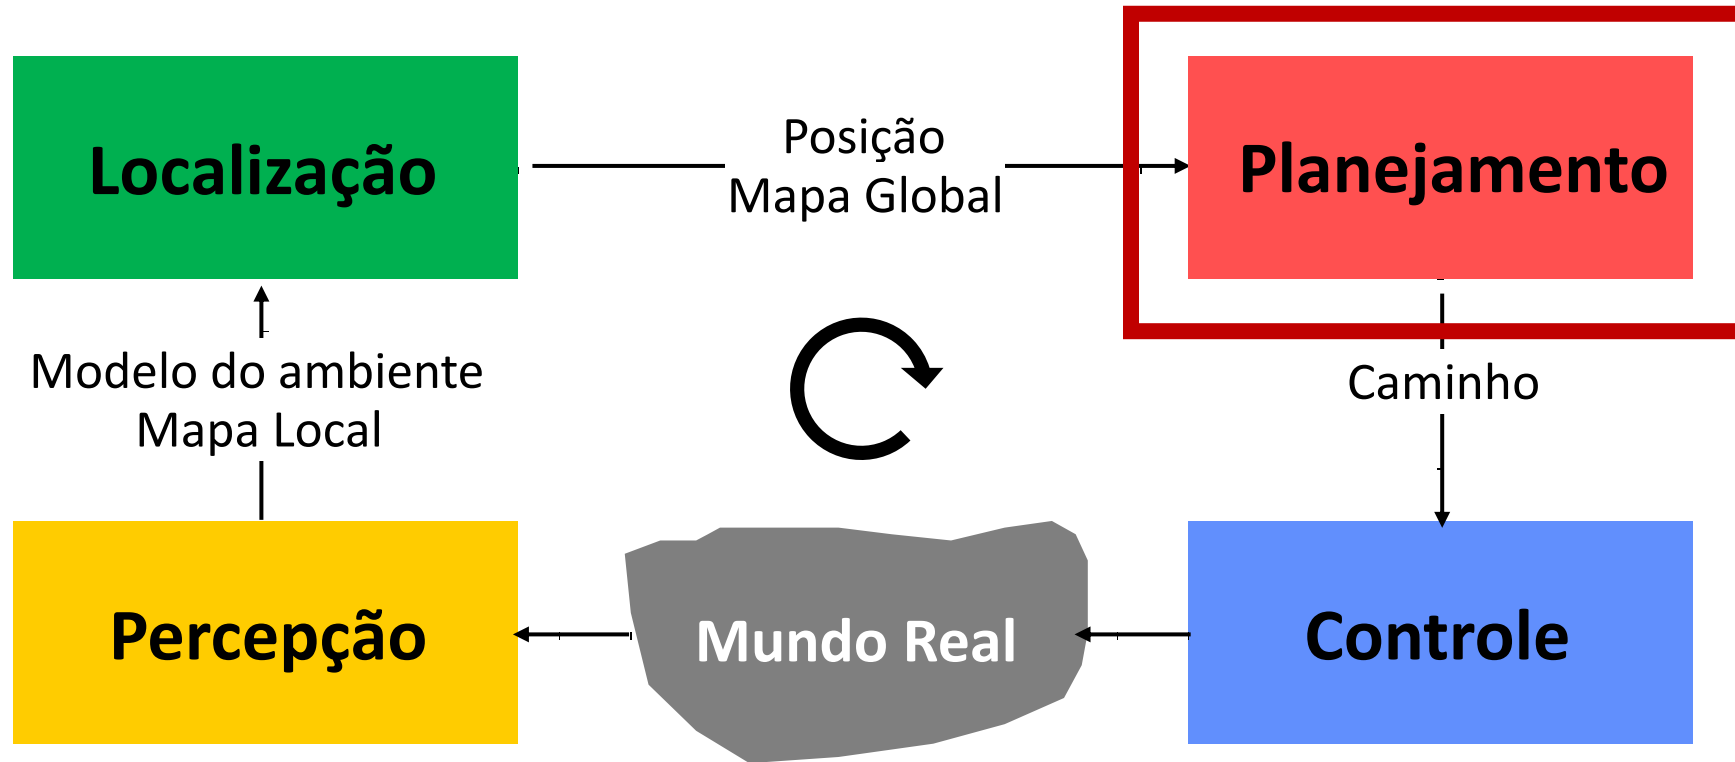 Localização
Posição
Mapa Global
Planejamento
Modelo do ambiente
Mapa Local
Caminho
Percepção
Mundo Real
Controle